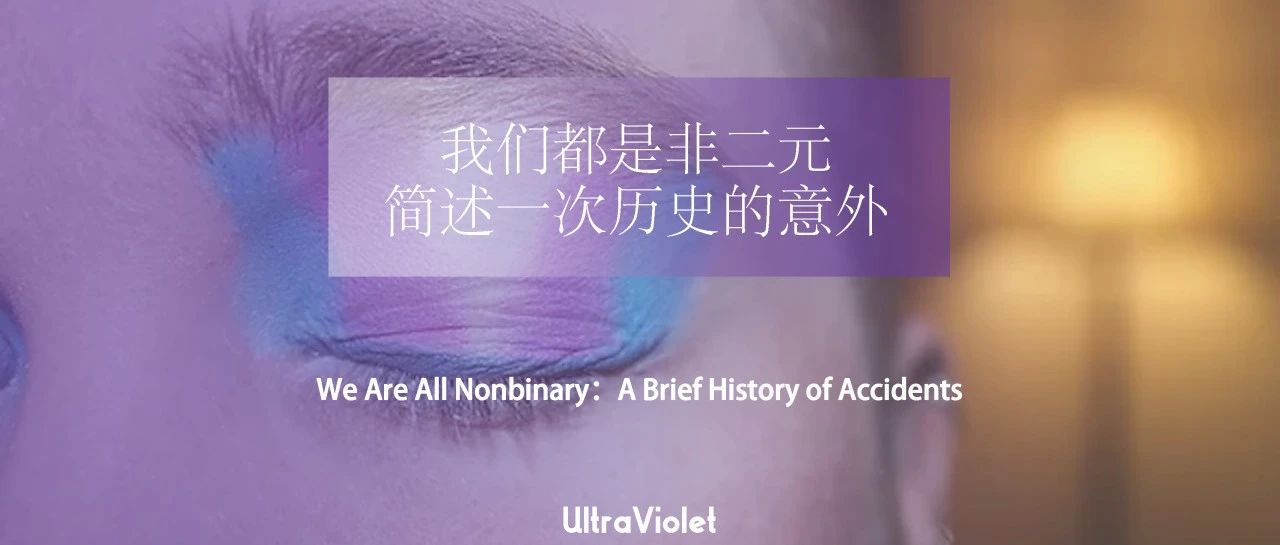 我们都是非二元
简述一次历史的意外
We Are All Nonbinary：A Brief History of Accidents
UltraViolet